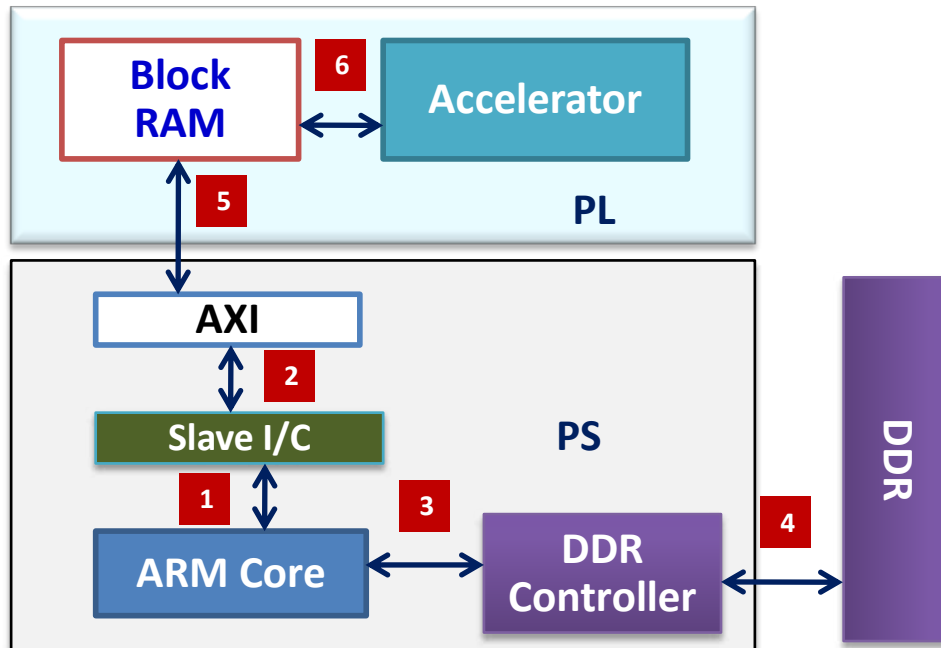 Block
RAM
6
Accelerator
5
PL
AXI
2
Slave I/C
PS
1
3
4
ARM Core
DDR
Controller
DDR